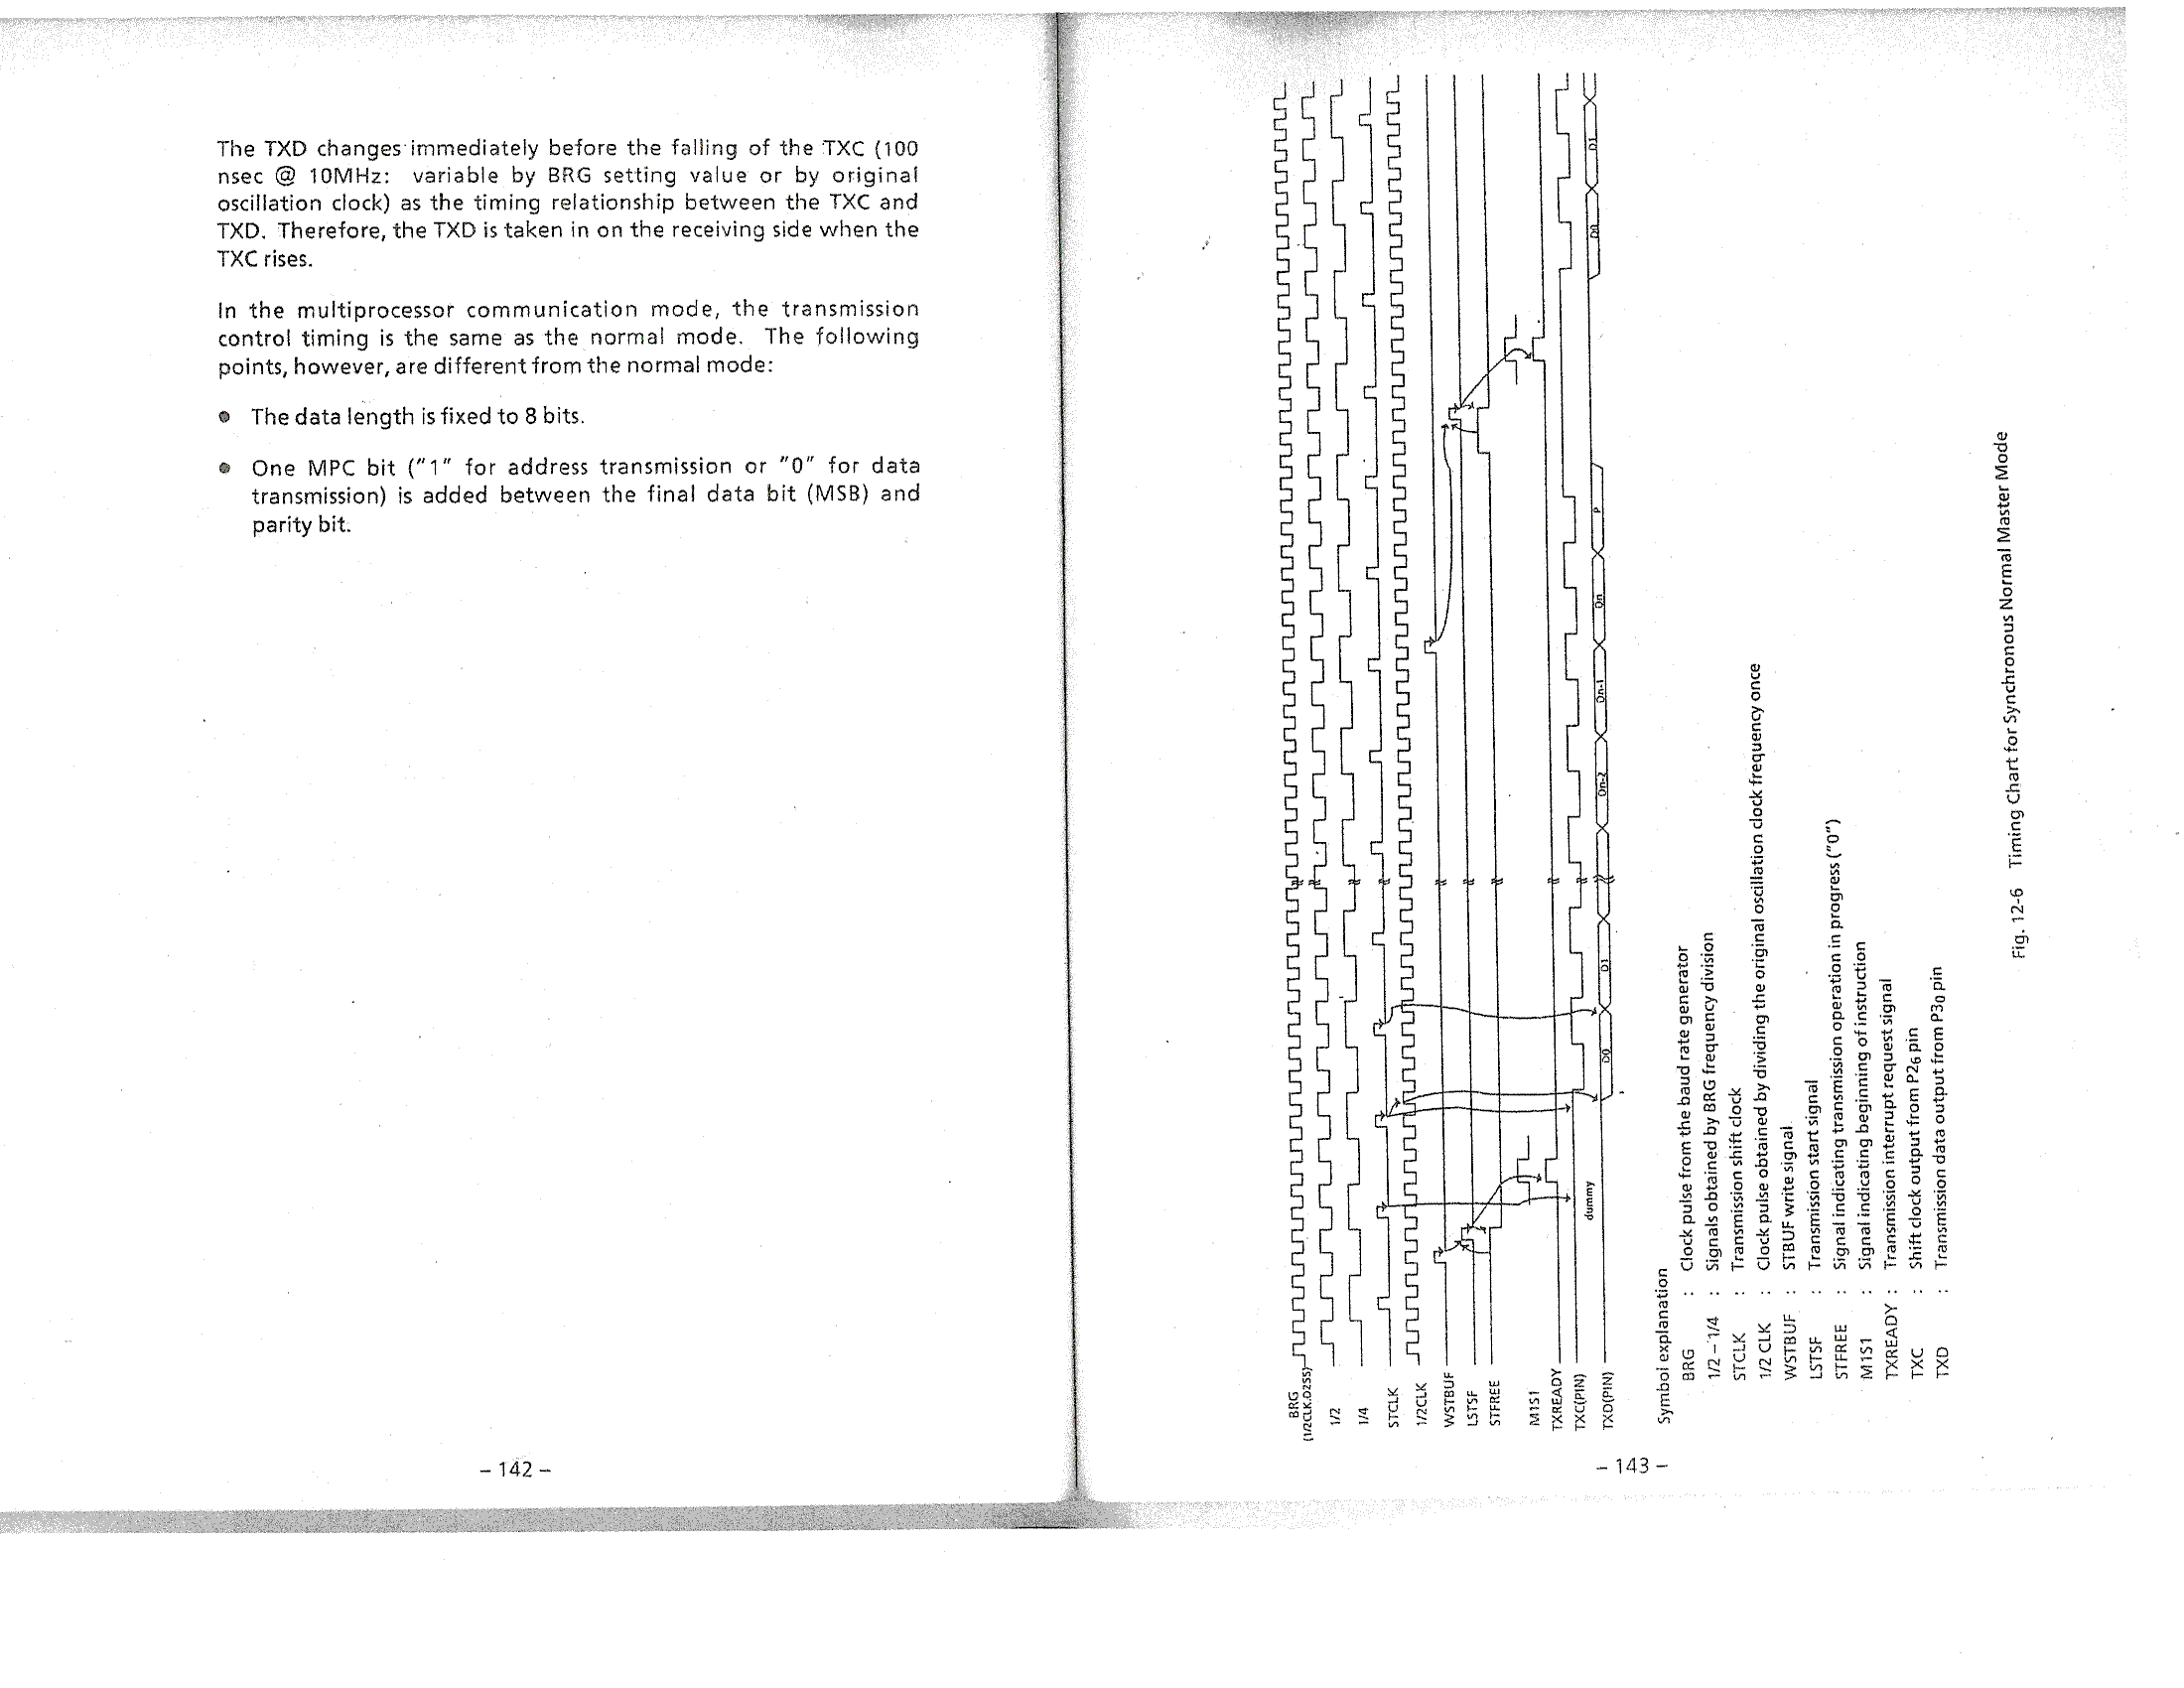 The TXD changes immediately before the falling of the TXC (100
nsec @ 10MHz: variable by BRG setting value or by original
oscillation clock) as the timing relationship between the TXC and
TXD. Therefore, the TXD is taken in on the receiving side when the
TXC rises.
In the multiprocessor communication mode, the transmission
control timing is the same as the normal mode. The following
points, however, are different from the normal mode:
● The data length is fixed to 8 bits.
● One MPC bit ("1" for address transmission or "0" for data
transmission) is added between the final data bit (MSB) and
parity bit.
– 142 –
BRG
(1/2CLK.02SS)
1/2
1/4
STCLK
1/2CLK
WSTBUF
LSTSF
STFREE
M1S1
TXREADY
TXC(PIN)
dummy
TXD(PIN) D0 D1 Dn-2 Dn-1 Dn P D0 D1
Symbol explanation
BRG : Clock pulse from the baud rate generator
1/2 – 1/4 : Signals obtained by BRG frequency division
STCLK : Transmission shift clock
1/2 CLK : Clock pulse obtained by dividing the original oscillation clock frequency once
WSTBUF : STBUF write signal
LSTSF : Transmission start signal
STFREE : Signal indicating transmission operation in progress ("0")
M1S1 : Signal indicating beginning of instruction
TXREADY : Transmission interrupt request signal
TXC : Shift clock output from P26 pin
TXD : Transmission data output from P30 pin
Fig. 12-6 Timing Chart for Synchronous Normal Master Mode
– 143 –